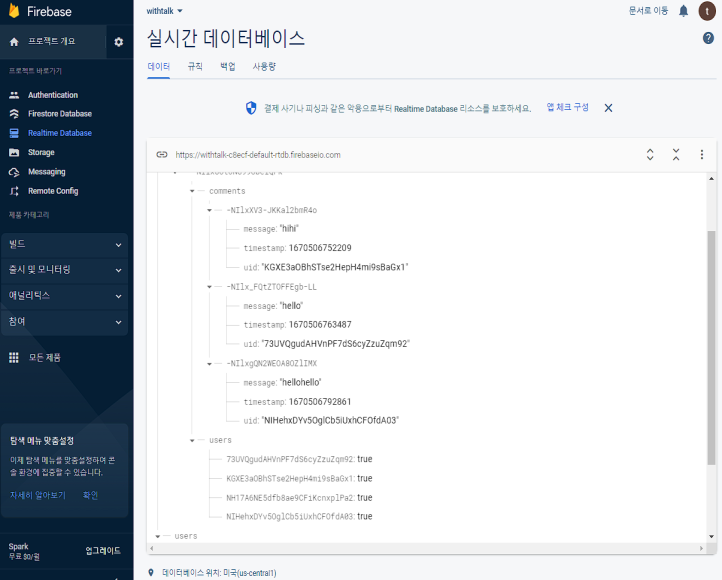 Firebase
프로젝트 개요
프로젝트 바로가기
Authentication
Firestore Database
Realtime Database
Storage
Messaging
Remote Config
제품 카테고리
빌드
출시 및 모니터링
애널리틱스
참여
모든 제품
탐색 메뉴 맞춤설정
이제 탐색 메뉴를 맞춤설정하여 콘
솔 환경에 집중할 수 있습니다.
자세히 알아보기 확인
Spark
무료 $0/월
업그레이드
withtalk
문서로 이동
t
실시간 데이터베이스
?
데이터 규칙 백업 사용량
결제 사기나 피싱과 같은 악용으로부터 Realtime Database 리소스를 보호하세요. 앱 체크 구성
https://withtalk-c8ecf-default-rtdb.firebaseio.com
comments
-NIlxXV3-JKKal2bmR4o
message: "hihi"
timestamp: 1670506752209
uid: "KGXE3aOBhSTse2HepH4mi9sBaGx1"
-NIlx_FQtZTOFFEgb-LL
message: "hello"
timestamp: 1670506763487
uid: "73UVQgudAHVnPF7dS6cyZzuZqm92"
-NIlxgQN2WEOA8OZlIMX
message: "hellohello"
timestamp: 1670506792861
uid: "NIHehxDYv5OglCb5iUxhCFOfdA03"
users
73UVQgudAHVnPF7dS6cyZzuZqm92: true
KGXE3aOBhSTse2HepH4mi9sBaGx1: true
NH17A6NE5dfb8ae9CFiKcnxplPa2: true
NIHehxDYv5OglCb5iUxhCFOfdA03: true
users
데이터베이스 위치: 미국(us-central1)